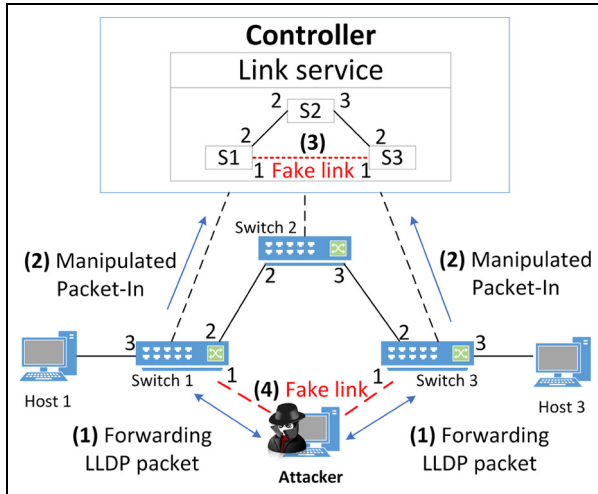 Controller
Link service
2 S2 3
2 2
S1 (3) S3
1 Fake link 1
Switch 2
(2) Manipulated
Packet-In
(2) Manipulated
Packet-In
2 3
3 2
Switch 1
1
2 3
Switch 3
1
Host 1
Host 3
(4) Fake link
(1) Forwarding
LLDP packet
Attacker
(1) Forwarding
LLDP packet